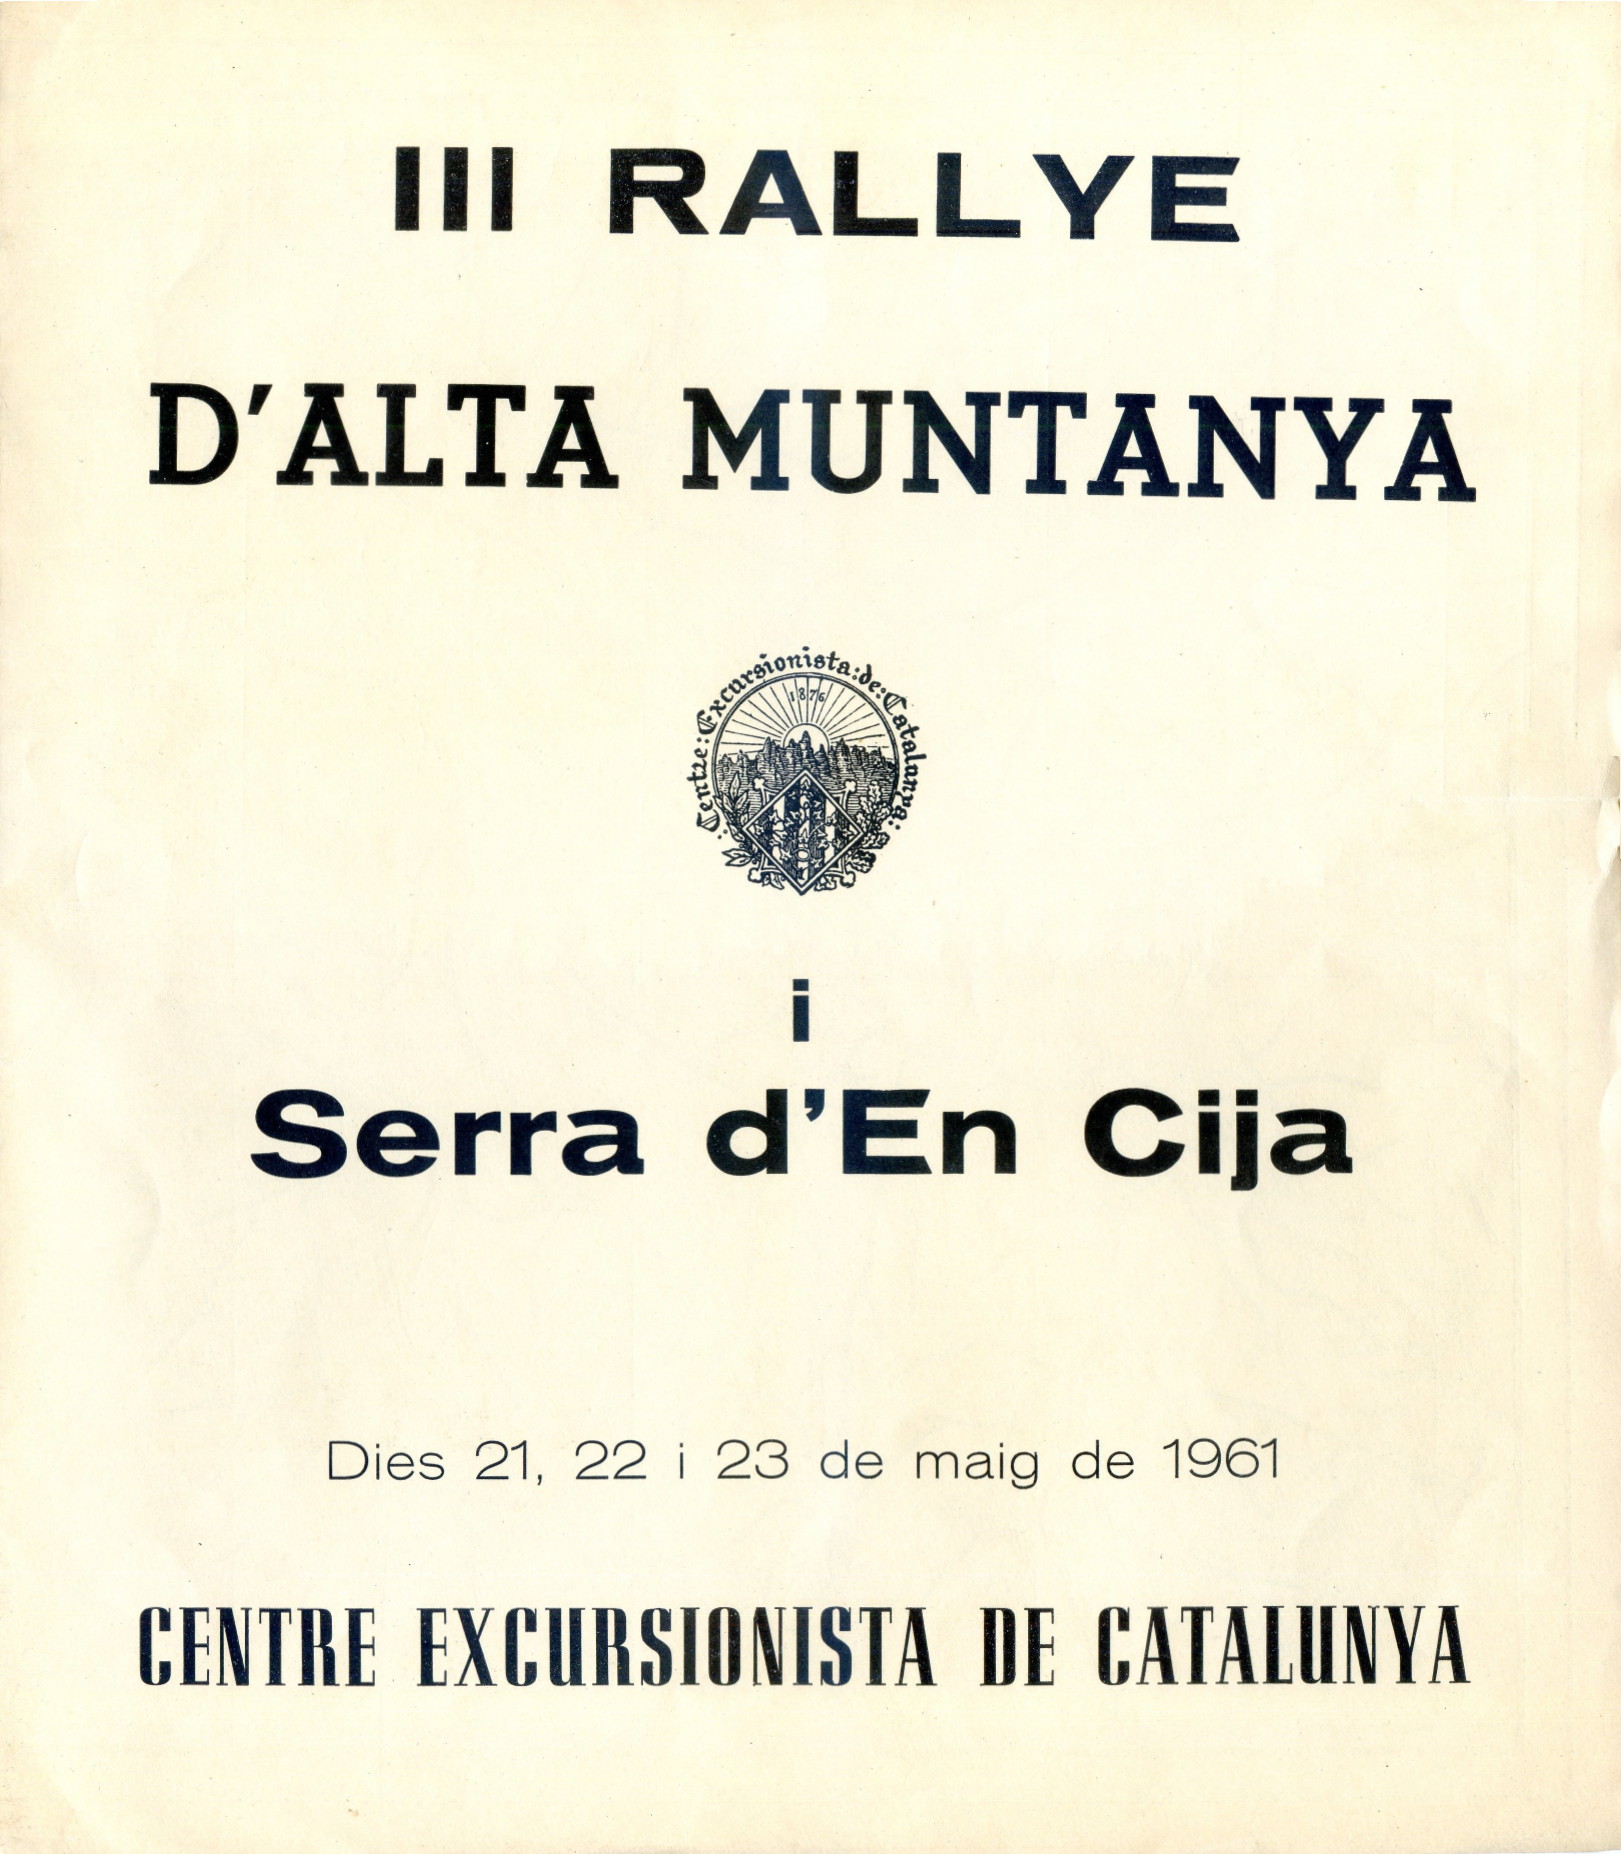 III RALLYE
D'ALTA MUNTANYA
:Centre:Excursionista:de:Catalunya:
1876
i
Serra d'En Cija
Dies 21, 22 i 23 de maig de 1961
CENTRE EXCURSIONISTA DE CATALUNYA